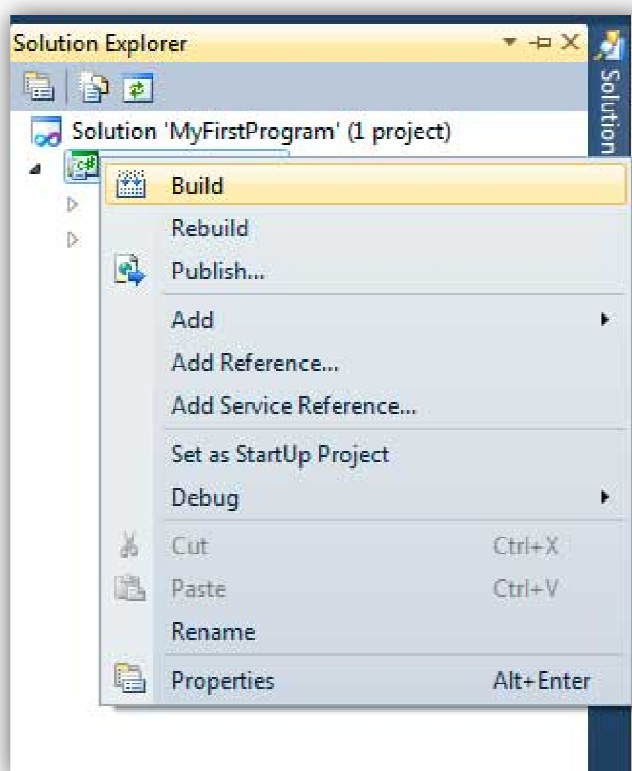 Solution Explorer
Solution
Solution 'MyFirstProgram' (1 project)
C#
Build
Rebuild
Publish...
Add
Add Reference...
Add Service Reference...
Set as StartUp Project
Debug
Cut Ctrl+X
Paste Ctrl+V
Rename
Properties Alt+Enter